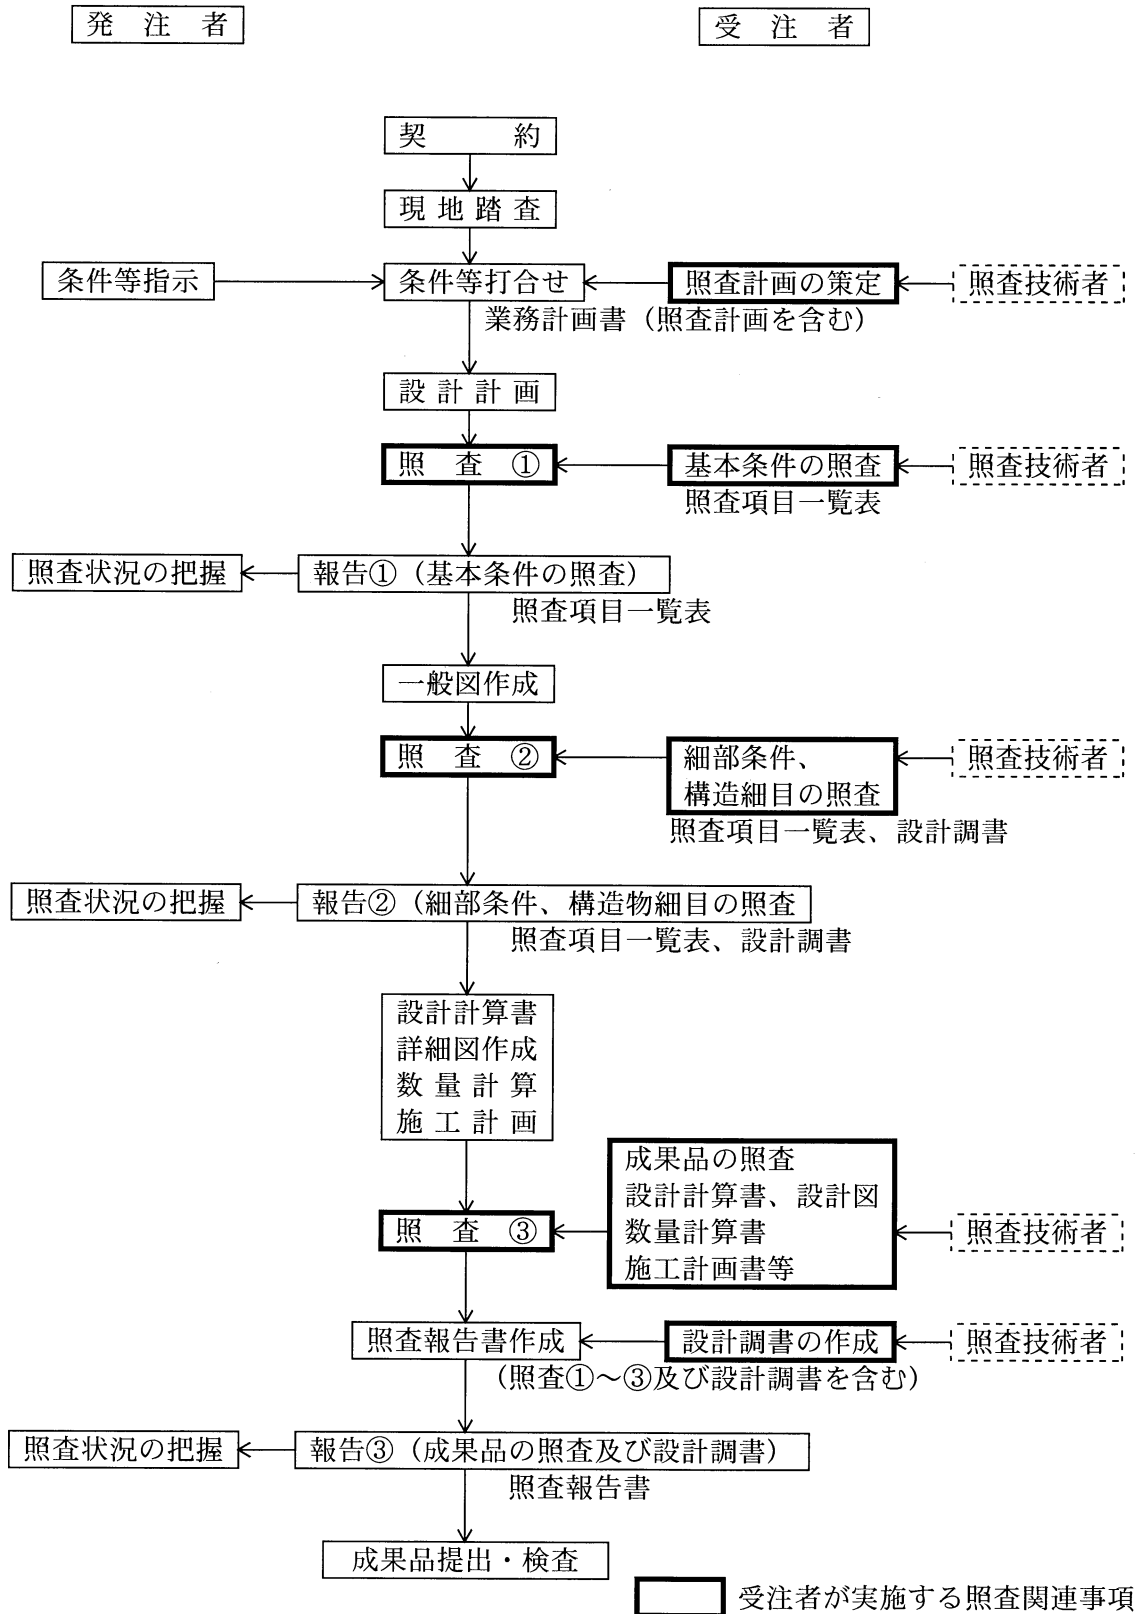 発注者
受注者
契約
現地踏査
条件等指示
条件等打合せ
照査計画の策定
照査技術者
業務計画書（照査計画を含む）
設計計画
照査①
基本条件の照査
照査技術者
照査項目一覧表
照査状況の把握
報告①（基本条件の照査）
照査項目一覧表
一般図作成
照査②
細部条件、
構造細目の照査
照査技術者
照査項目一覧表、設計調書
照査状況の把握
報告②（細部条件、構造物細目の照査
照査項目一覧表、設計調書
設計計算書
詳細図作成
数量計算
施工計画
照査③
成果品の照査
設計計算書、設計図
数量計算書
施工計画書等
照査技術者
照査報告書作成
設計調書の作成
照査技術者
（照査①～③及び設計調書を含む）
照査状況の把握
報告③（成果品の照査及び設計調書）
照査報告書
成果品提出・検査
受注者が実施する照査関連事項